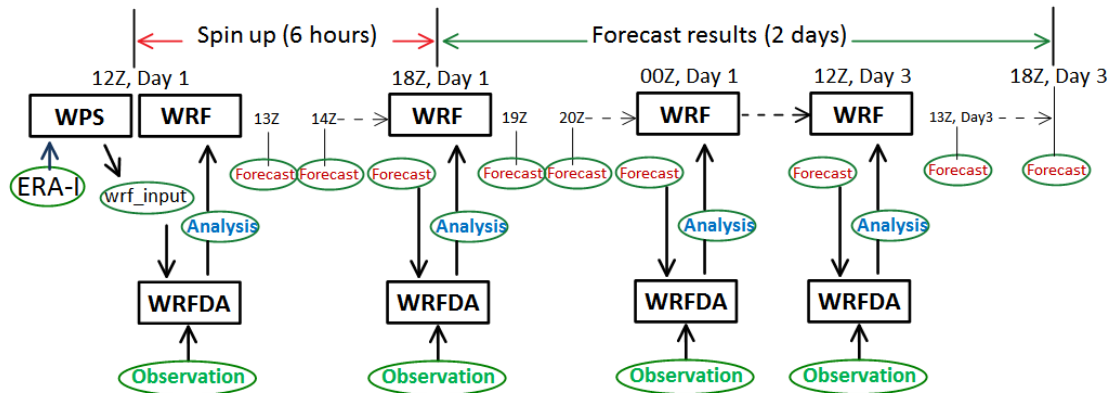 Spin up (6 hours) Forecast results (2 days)
12Z, Day 1 18Z, Day 1 00Z, Day 1 12Z, Day 3 18Z, Day 3
WPS WRF 13Z 14Z WRF 19Z 20Z WRF WRF 13Z, Day3
Forecast Forecast Forecast Forecast Forecast Forecast Forecast Forecast Forecast
ERA-I wrf_input
Analysis Analysis Analysis Analysis
WRFDA WRFDA WRFDA WRFDA
Observation Observation Observation Observation